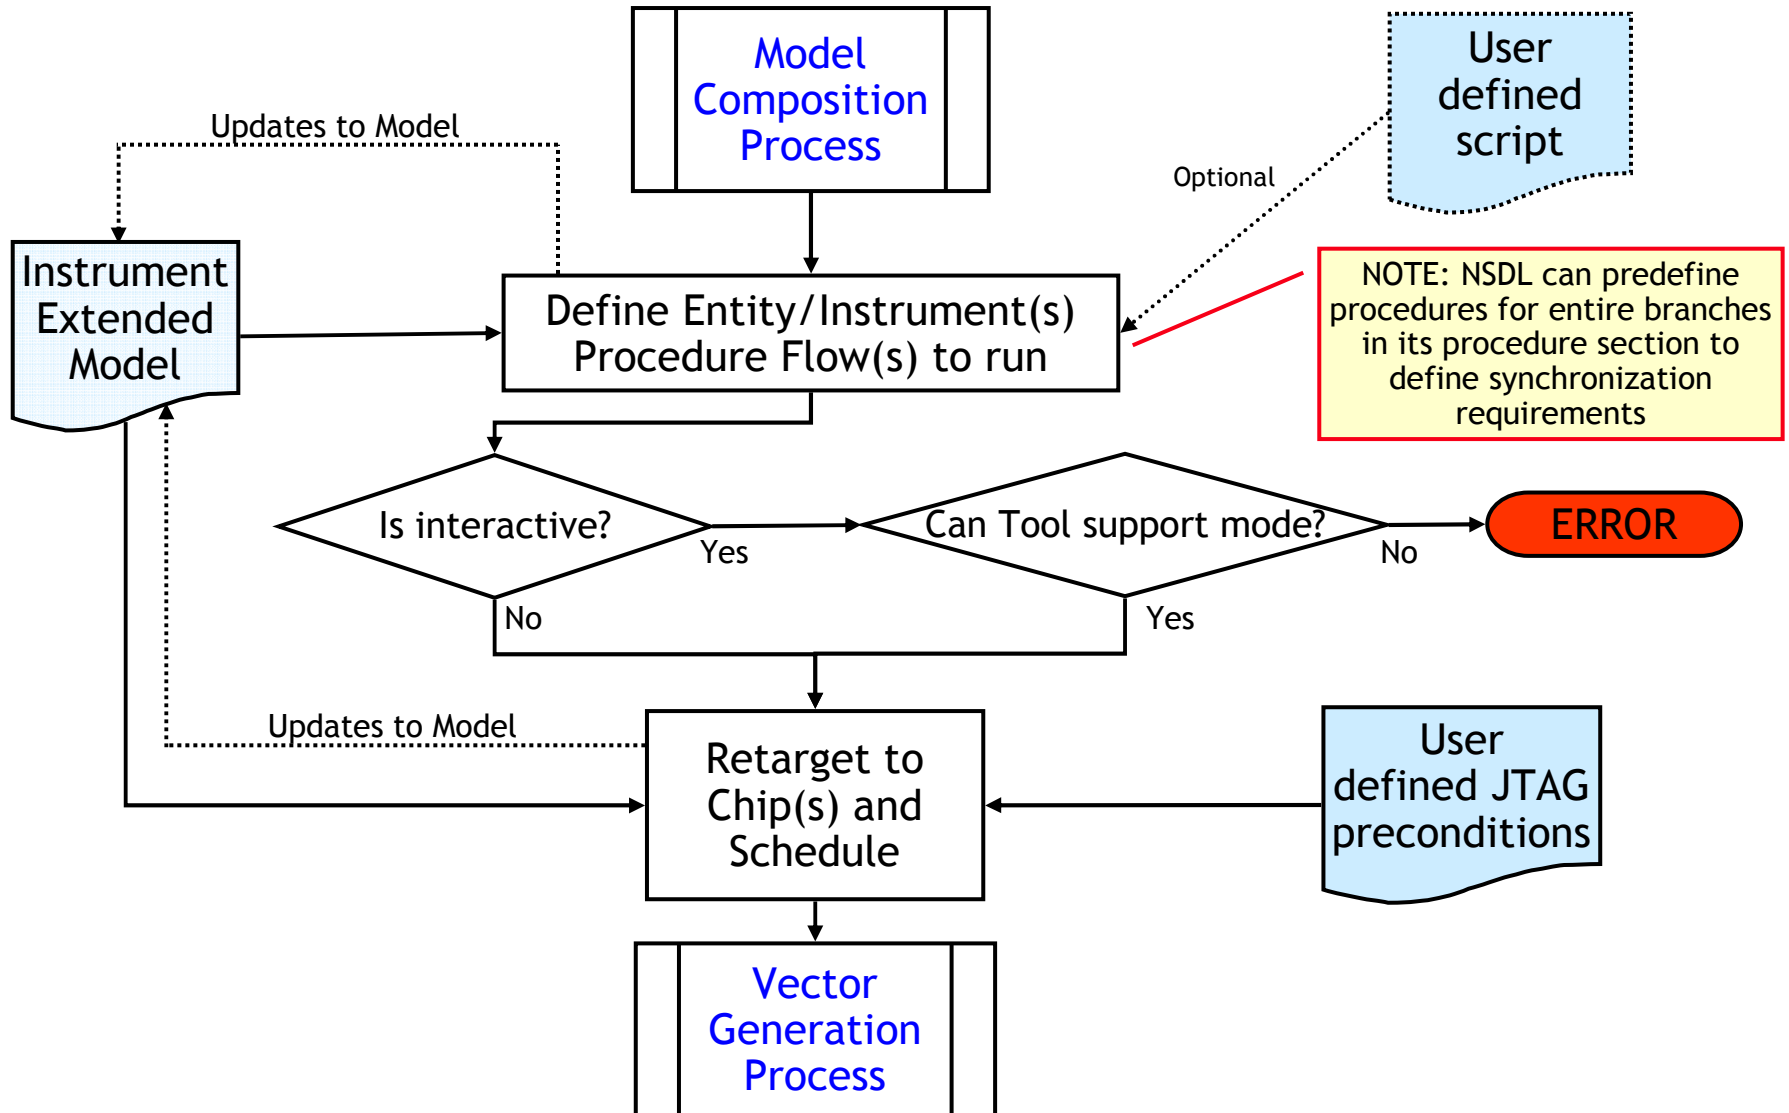 Model
Composition
Process
User
defined
script
Updates to Model
Optional
Instrument
Extended
Model
Define Entity/Instrument(s)
Procedure Flow(s) to run
NOTE: NSDL can predefine
procedures for entire branches
in its procedure section to
define synchronization
requirements
Is interactive?
Yes
Can Tool support mode?
No
ERROR
No
Yes
Updates to Model
Retarget to
Chip(s) and
Schedule
User
defined JTAG
preconditions
Vector
Generation
Process